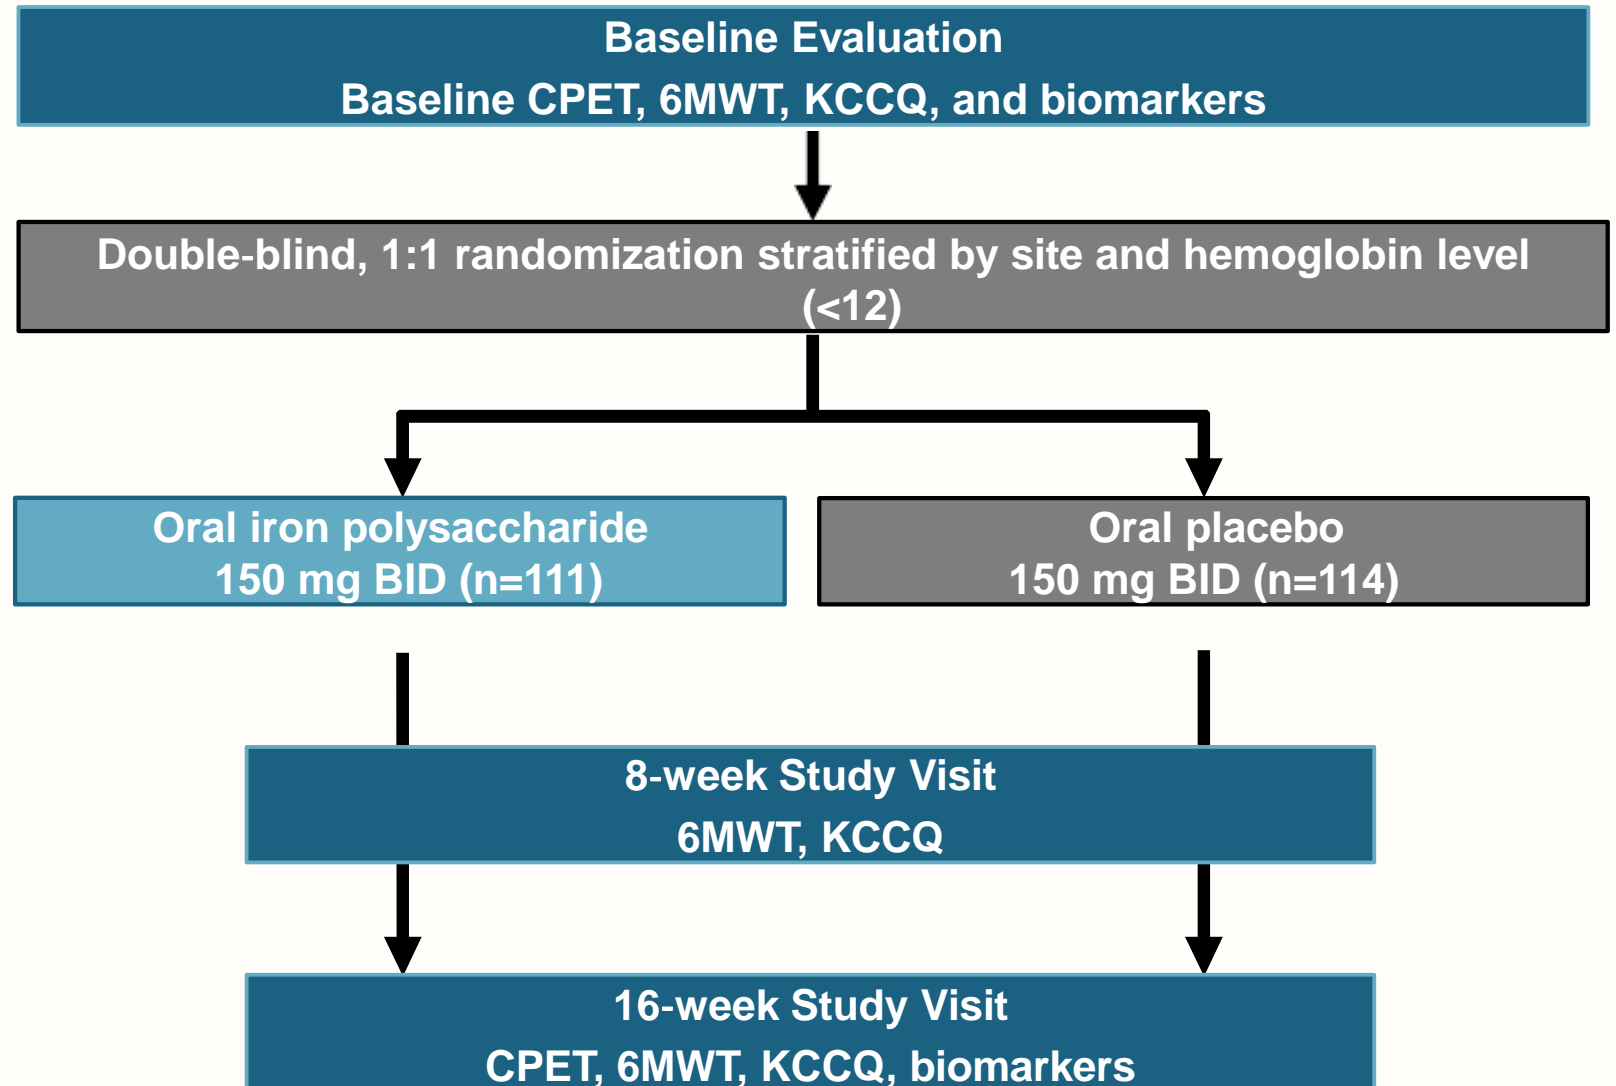 Baseline Evaluation
Baseline CPET, 6MWT, KCCQ, and biomarkers
Double-blind, 1:1 randomization stratified by site and hemoglobin level
(<12)
Oral iron polysaccharide
150 mg BID (n=111)
Oral placebo
150 mg BID (n=114)
8-week Study Visit
6MWT, KCCQ
16-week Study Visit
CPET, 6MWT, KCCQ, biomarkers